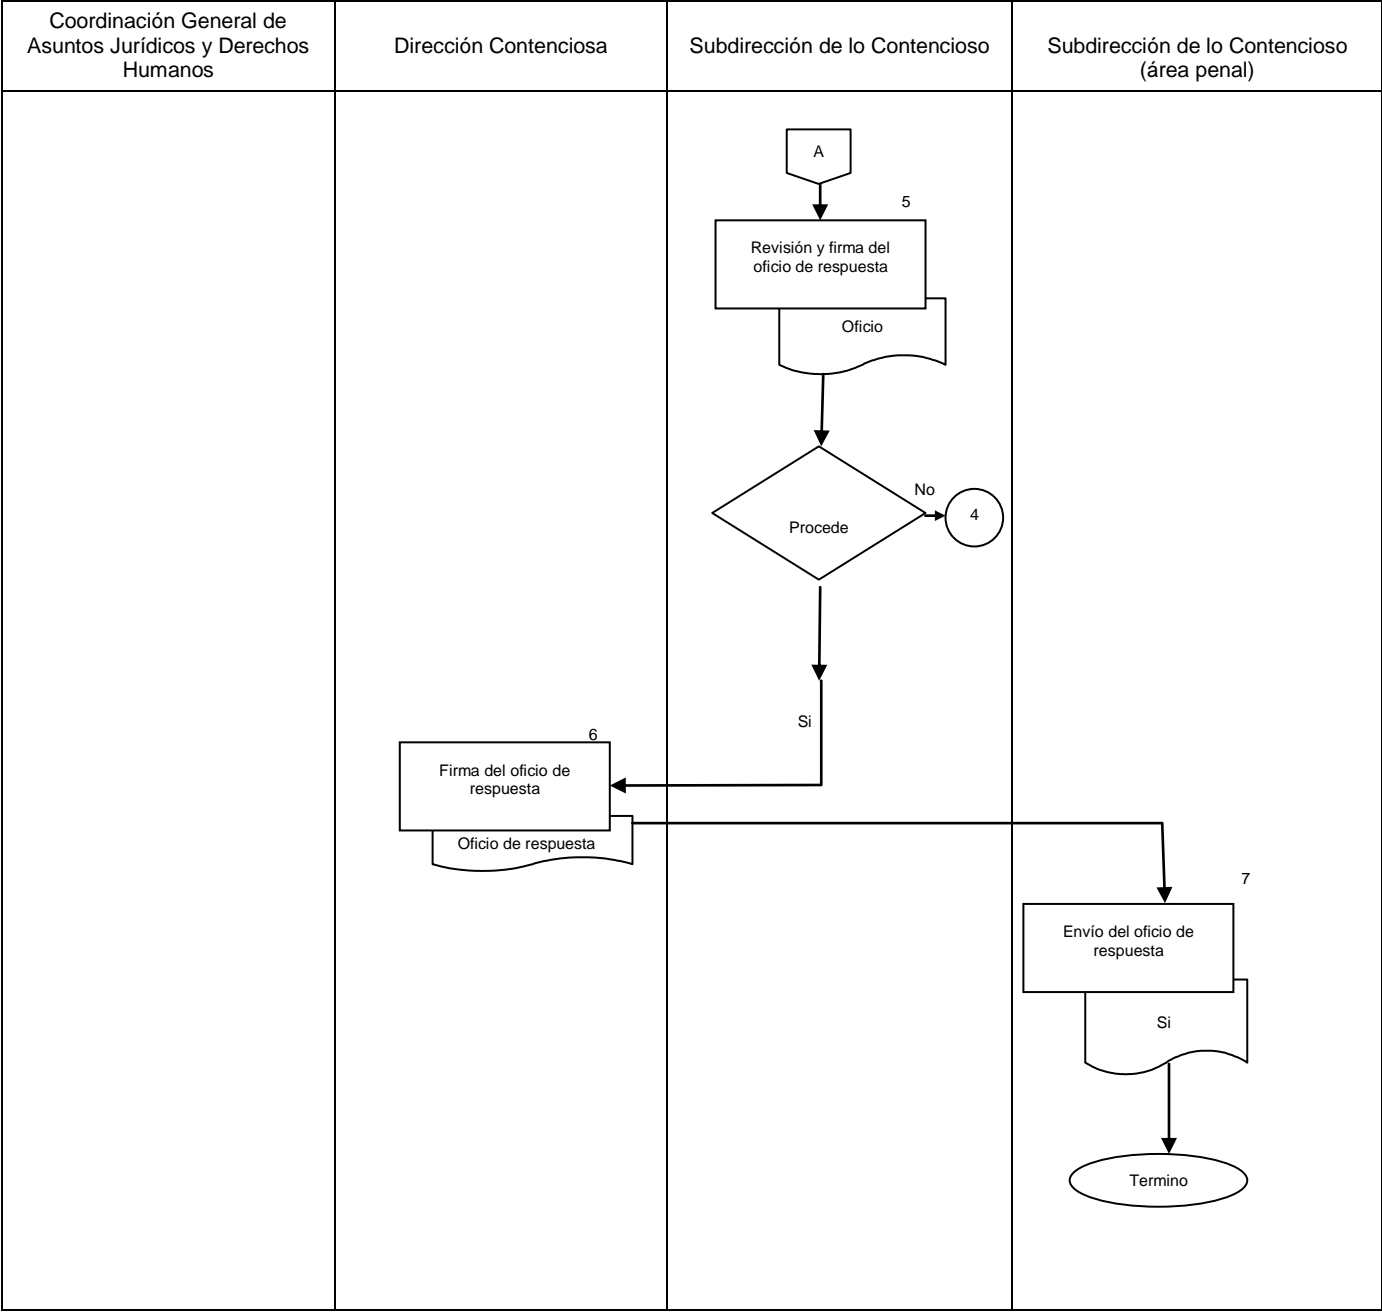 Coordinación General de
Asuntos Jurídicos y Derechos
Humanos
Dirección Contenciosa
Subdirección de lo Contencioso
Subdirección de lo Contencioso
(área penal)
A
5
Revisión y firma del
oficio de respuesta
Oficio
No
4
Procede
Si
6
Firma del oficio de
respuesta
Oficio de respuesta
7
Envío del oficio de
respuesta
Si
Termino